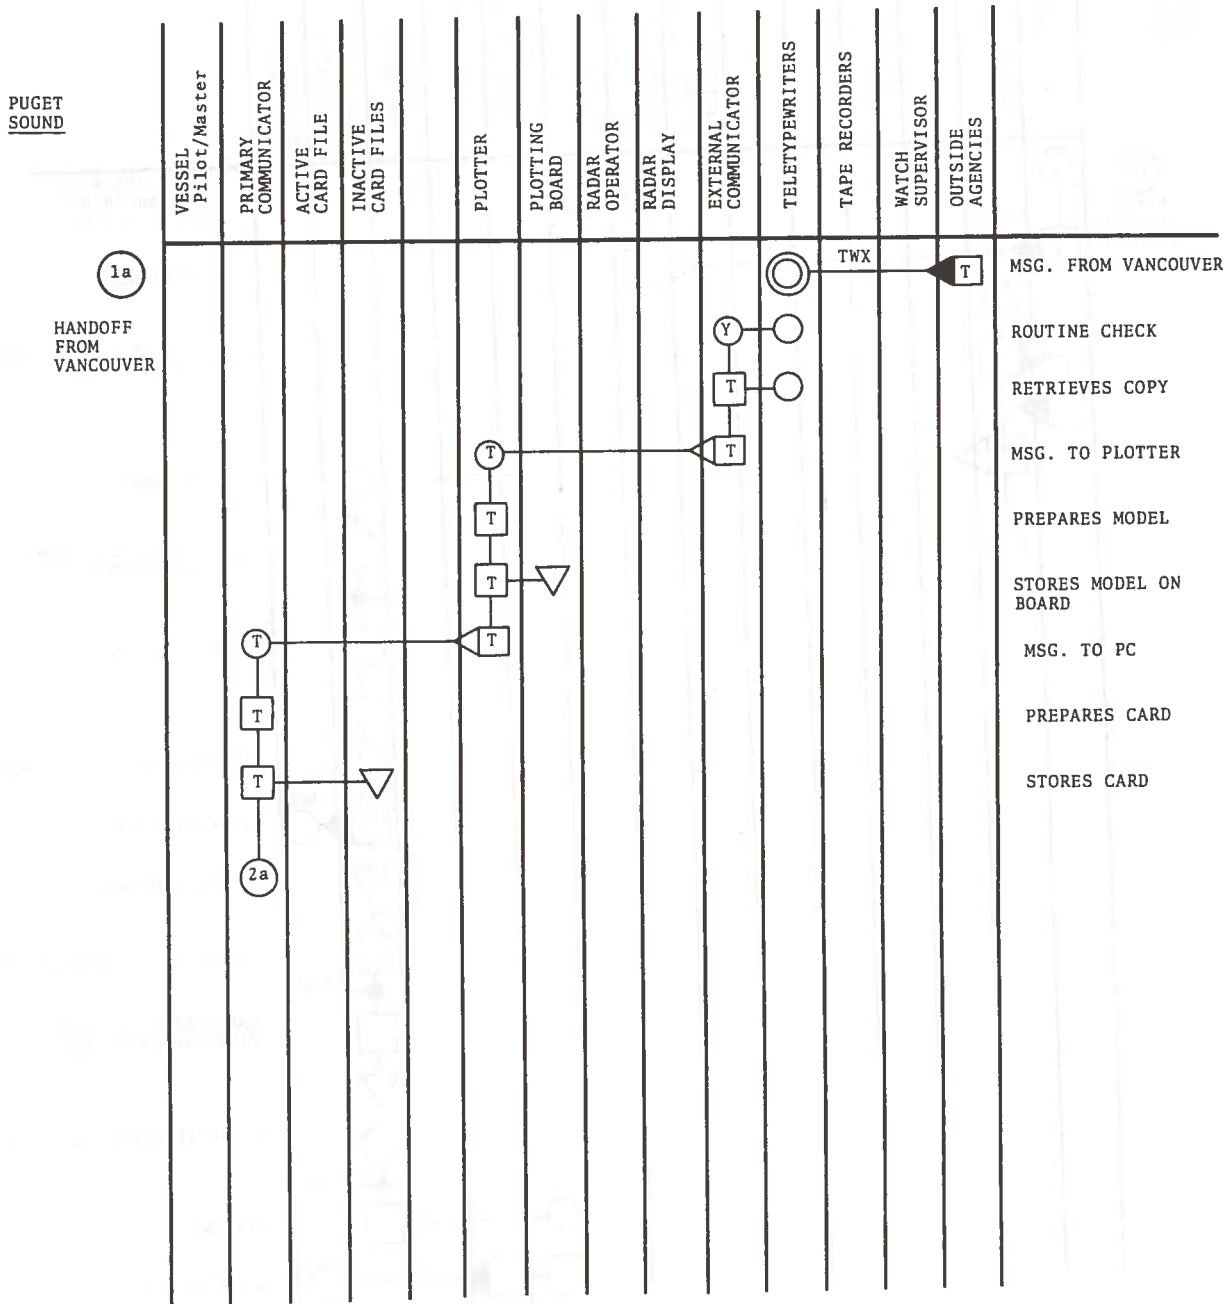 PUGET
SOUND
VESSEL
Pilot/Master
PRIMARY
COMMUNICATOR
ACTIVE
CARD FILE
INACTIVE
CARD FILES
PLOTTER
PLOTTING
BOARD
RADAR
OPERATOR
RADAR
DISPLAY
EXTERNAL
COMMUNICATOR
TELETYPEWRITERS
TAPE RECORDERS
WATCH
SUPERVISOR
OUTSIDE
AGENCIES
1a
TWX
T
MSG. FROM VANCOUVER
HANDOFF
FROM
VANCOUVER
Y
ROUTINE CHECK
T
RETRIEVES COPY
T
T
MSG. TO PLOTTER
T
PREPARES MODEL
T
STORES MODEL ON
BOARD
T
T
MSG. TO PC
T
PREPARES CARD
T
STORES CARD
2a